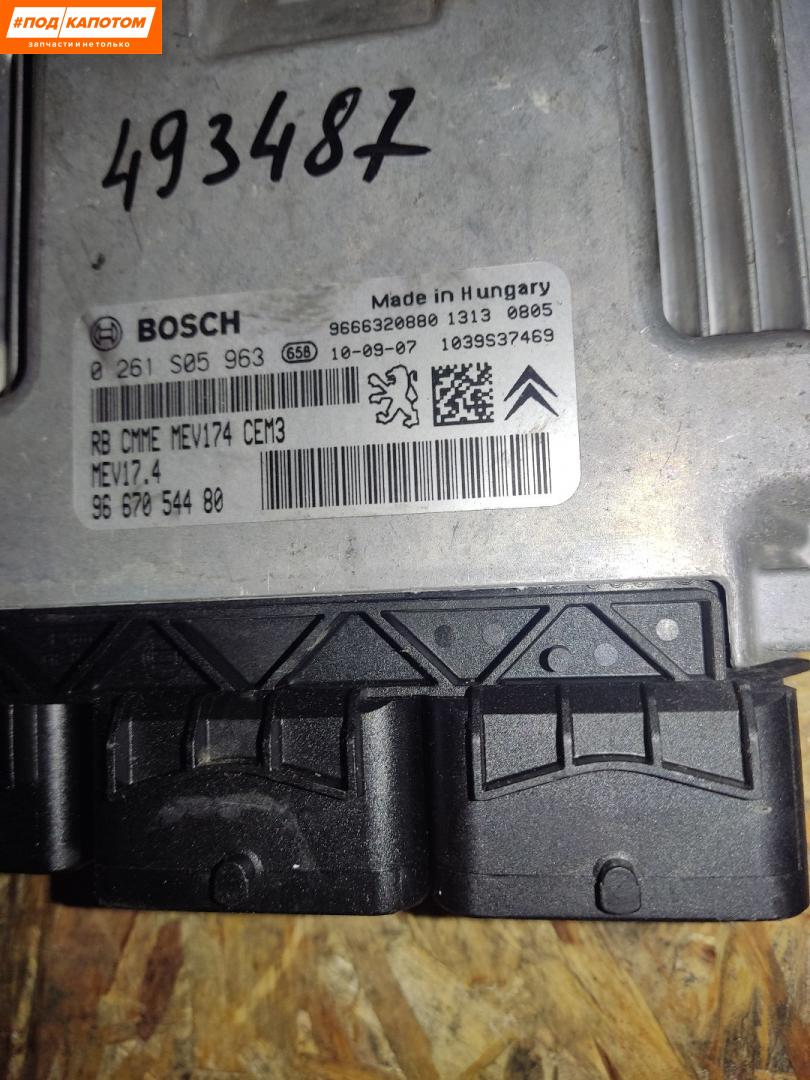 #ПОД КАПОТОМ
запчасти и не только
493487
Made in Hungary
BOSCH
9666320880 1313 0805
0 261 S05 963 658 10-09-07 1039S37469
RB CMME MEV174 CEM3
MEV17.4
96 670 544 80